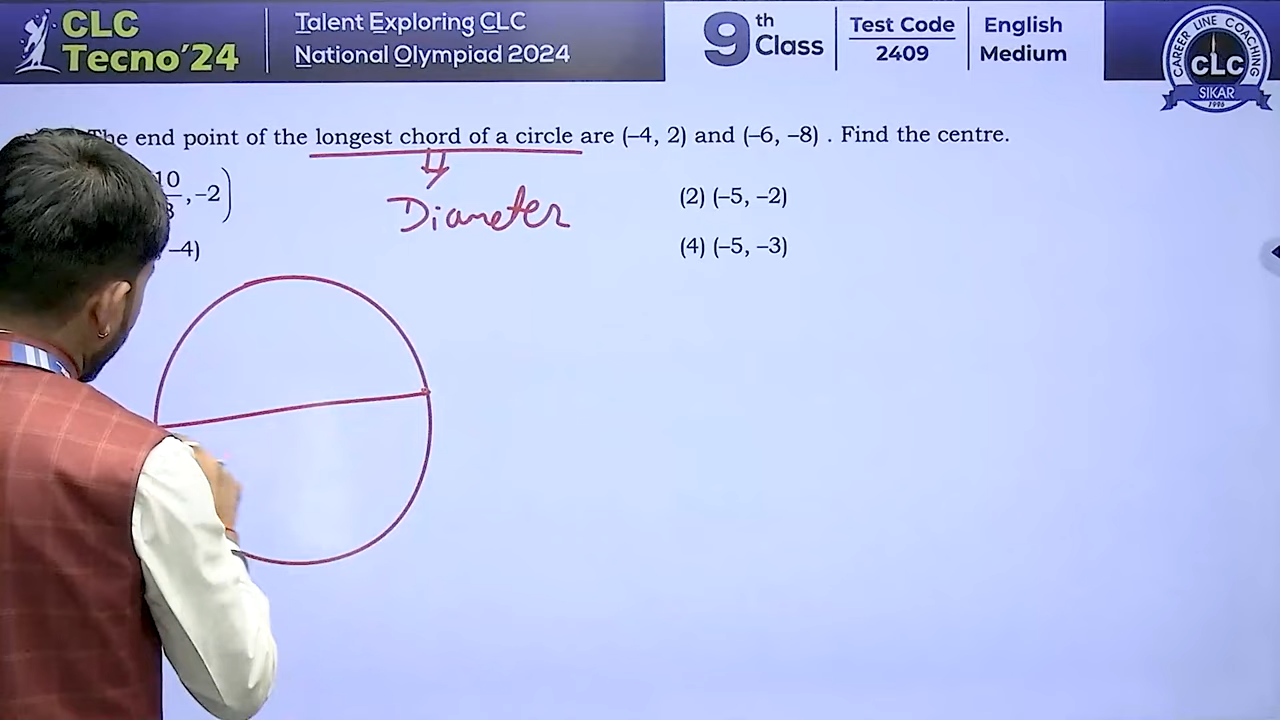 CLC
Tecno'24
Talent Exploring CLC
National Olympiad 2024
9th Class
Test Code
2409
English
Medium
CAREER LINE COACHING
CLC
SIKAR
1996
The end point of the longest chord of a circle are (–4, 2) and (–6, –8) . Find the centre.
10
, –2)
(2) (–5, –2)
Diameter
–4)
(4) (–5, –3)